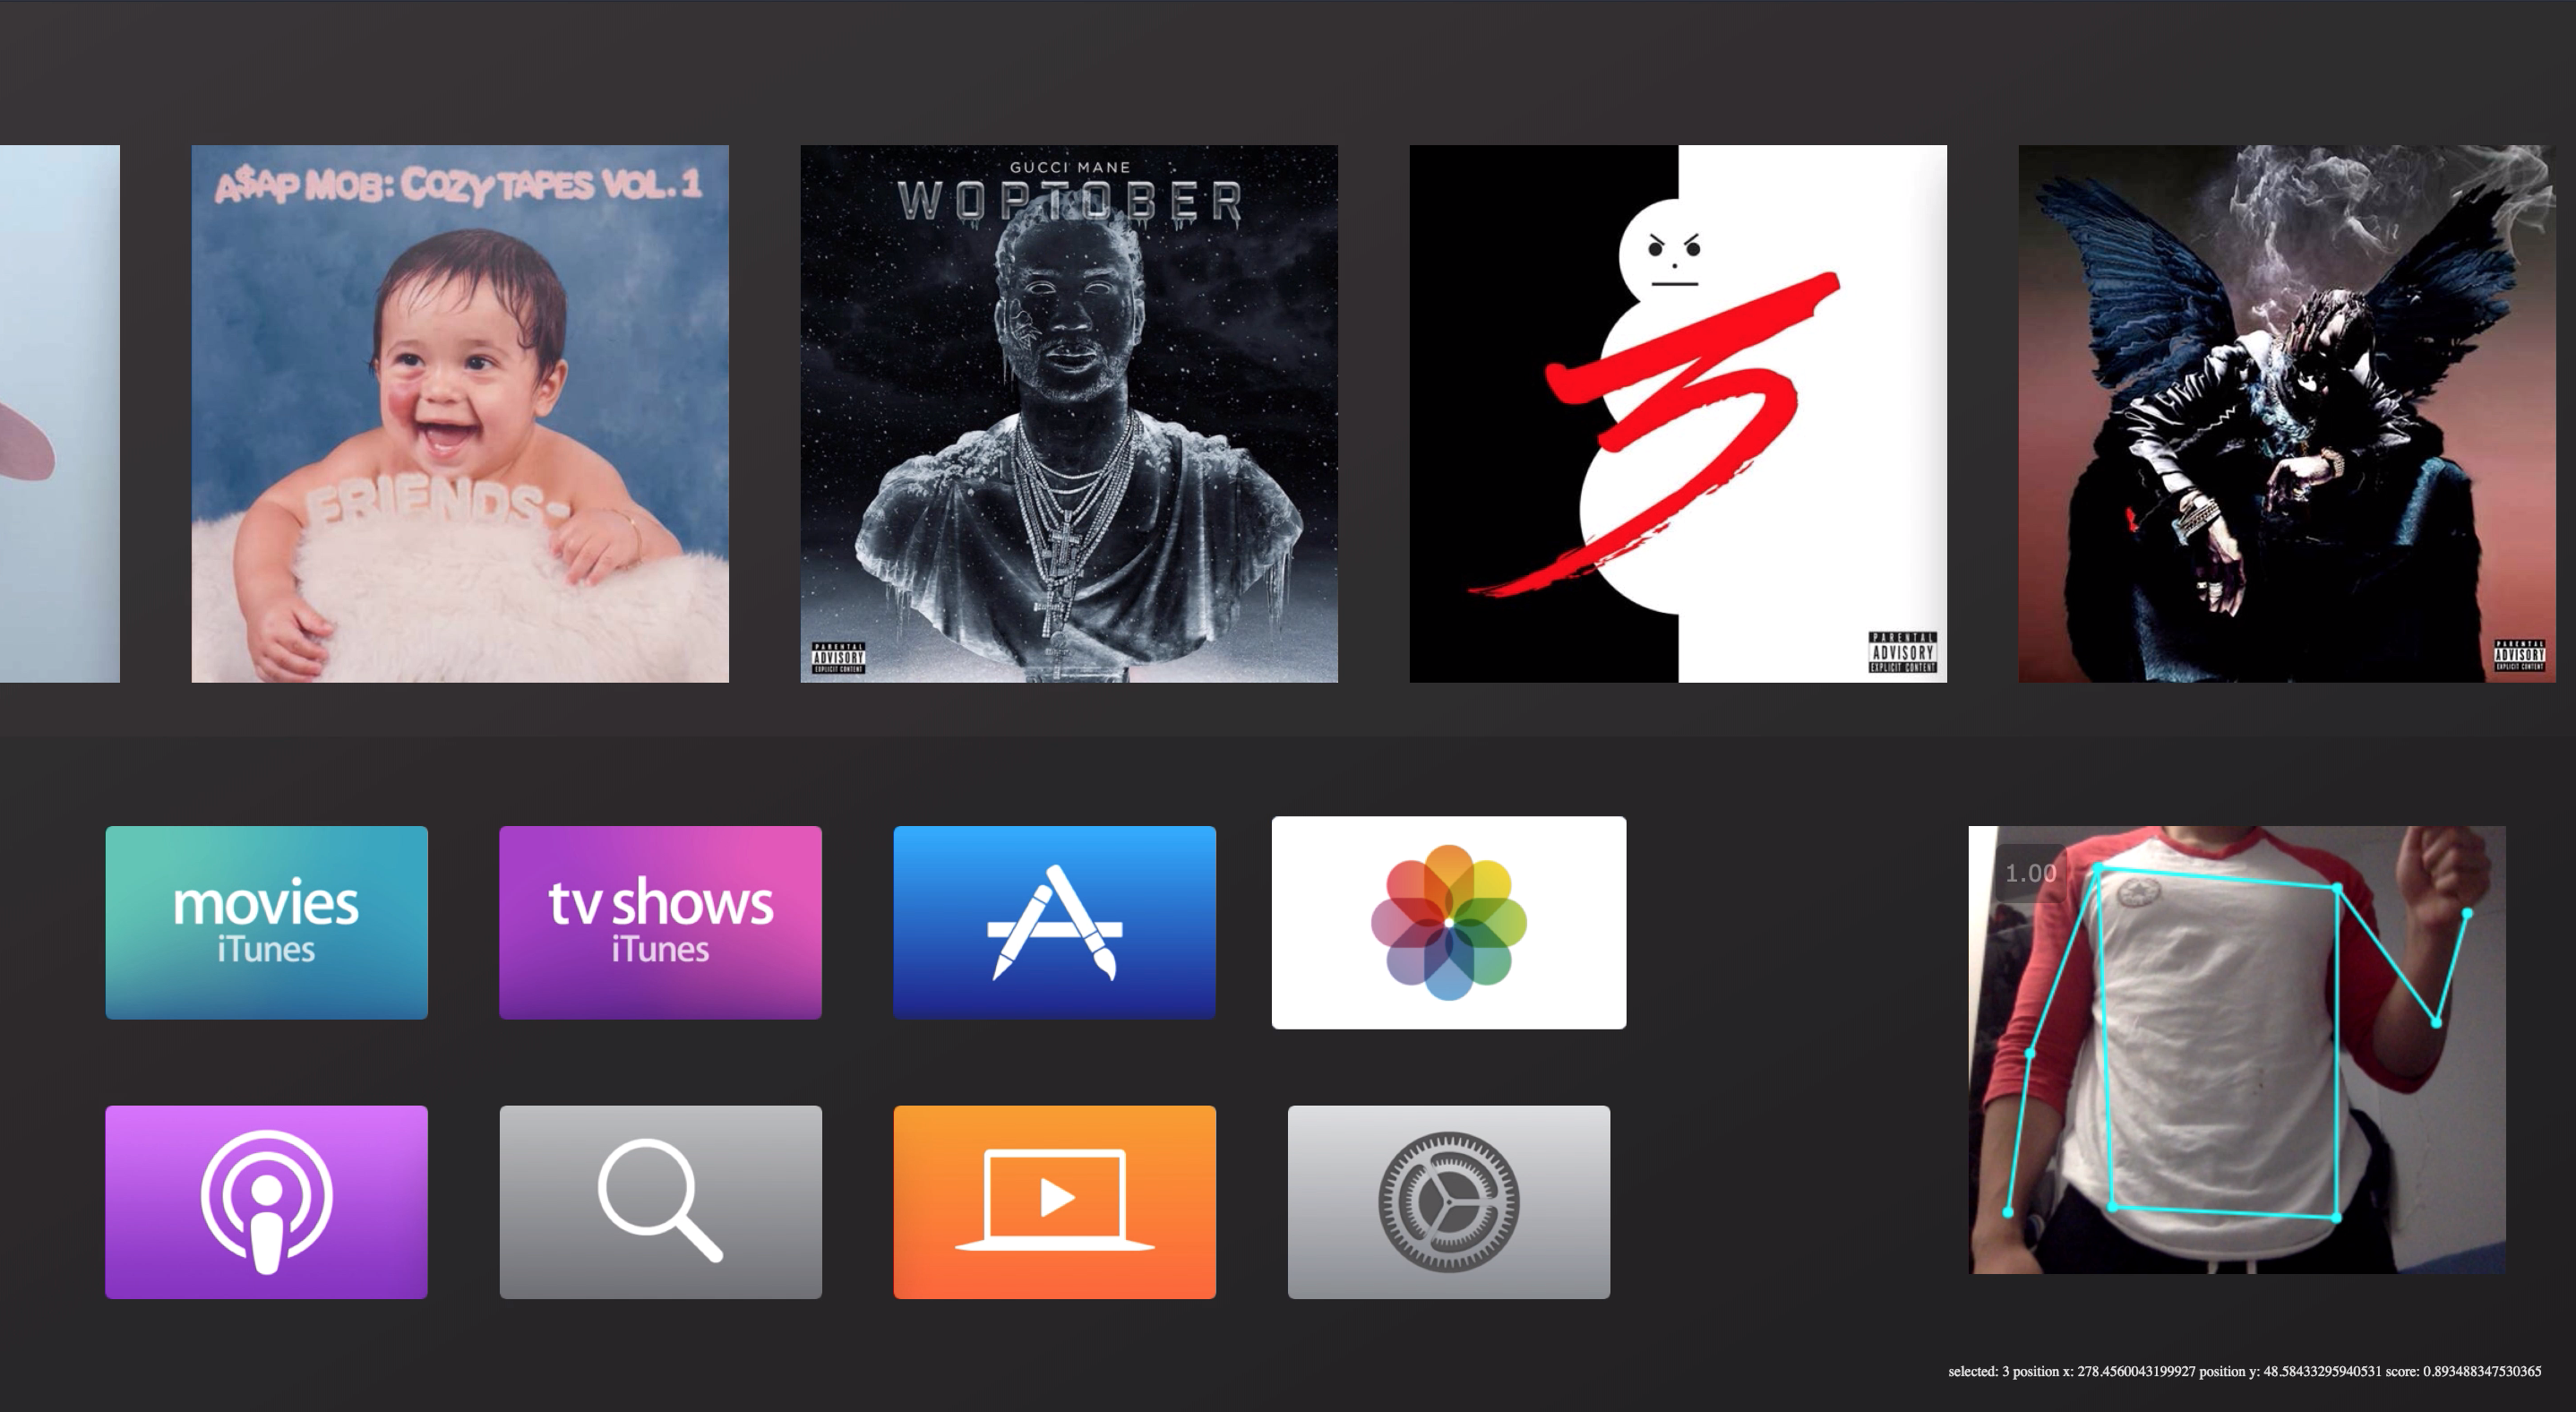 A$AP MOB: COZY TAPES VOL. 1
FRIENDS-
GUCCI MANE
WOPTOBER
PARENTAL
ADVISORY
EXPLICIT CONTENT
3
PARENTAL
ADVISORY
EXPLICIT CONTENT
PARENTAL
ADVISORY
EXPLICIT CONTENT
movies
iTunes
tv shows
iTunes
1.00
selected: 3 position x: 278.4560043199927 position y: 48.58433295940531 score: 0.893488347530365